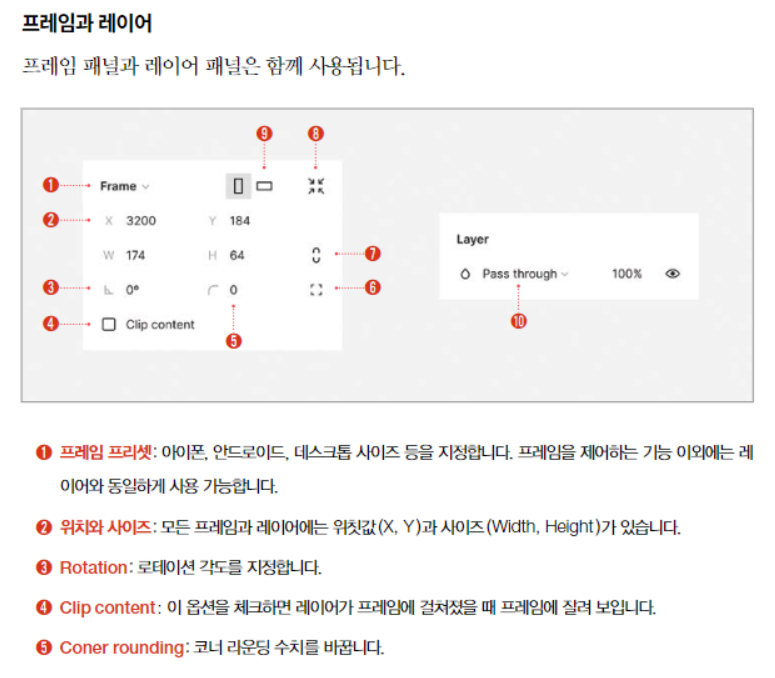 프레임과 레이어
프레임 패널과 레이어 패널은 함께 사용됩니다.
❾ ❽
❶ Frame
❷ X 3200 Y 184
W 174 H 64 ❼
❸ 0° 0 ❻
❹ Clip content
❺
Layer
Pass through 100%
❿
❶ 프레임 프리셋: 아이폰, 안드로이드, 데스크톱 사이즈 등을 지정합니다. 프레임을 제어하는 기능 이외에는 레
이어와 동일하게 사용 가능합니다.
❷ 위치와 사이즈: 모든 프레임과 레이어에는 위칫값(X, Y)과 사이즈(Width, Height)가 있습니다.
❸ Rotation: 로테이션 각도를 지정합니다.
❹ Clip content: 이 옵션을 체크하면 레이어가 프레임에 걸쳐졌을 때 프레임에 잘려 보입니다.
❺ Coner rounding: 코너 라운딩 수치를 바꿉니다.